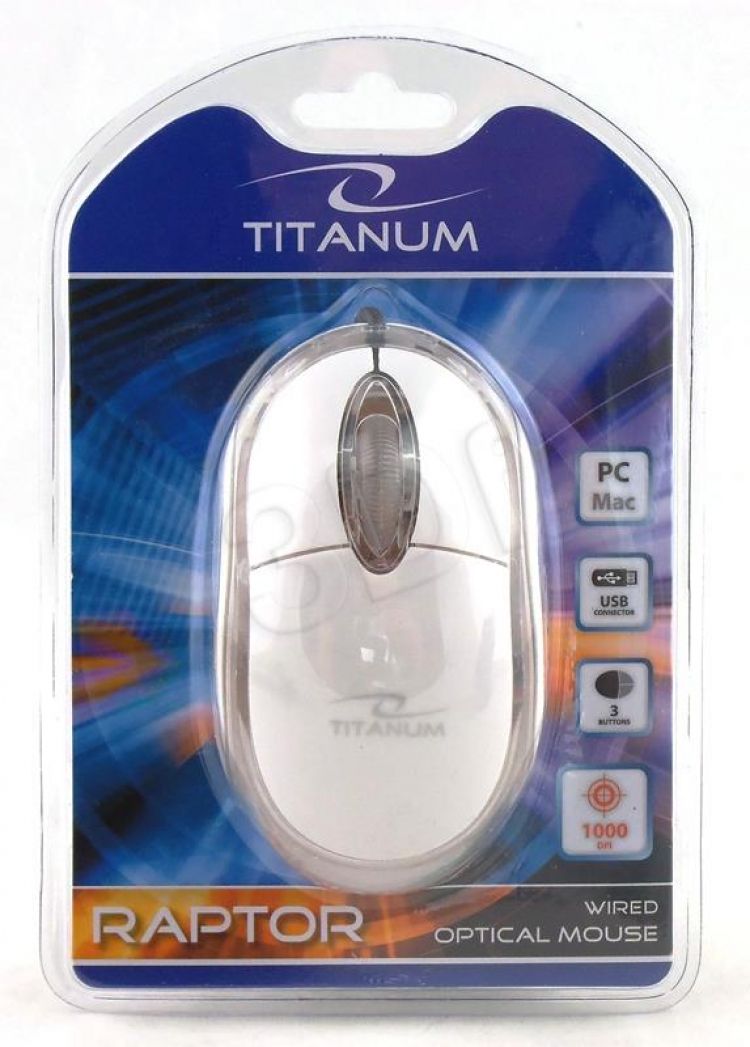 TITANUM
PC
Mac
USB
CONNECTOR
3
BUTTONS
TITANUM
1000
DPI
RAPTOR
WIRED
OPTICAL MOUSE